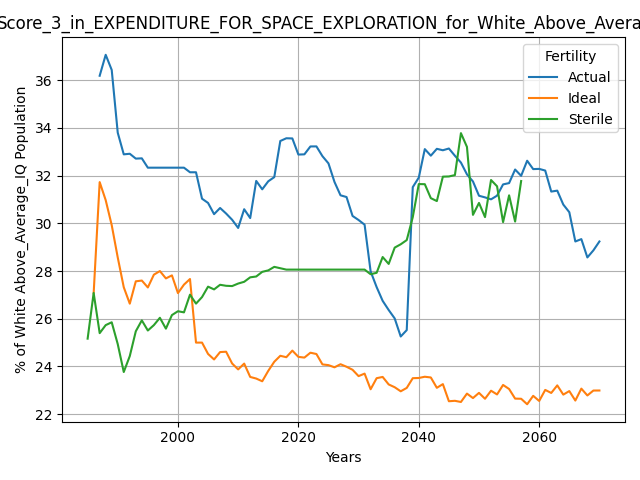 Score_3_in_EXPENDITURE_FOR_SPACE_EXPLORATION_for_White_Above_Avera
% of White Above_Average_IQ Population
36
34
32
30
28
26
24
22
2000
2020
2040
2060
Years
Fertility
Actual
Ideal
Sterile